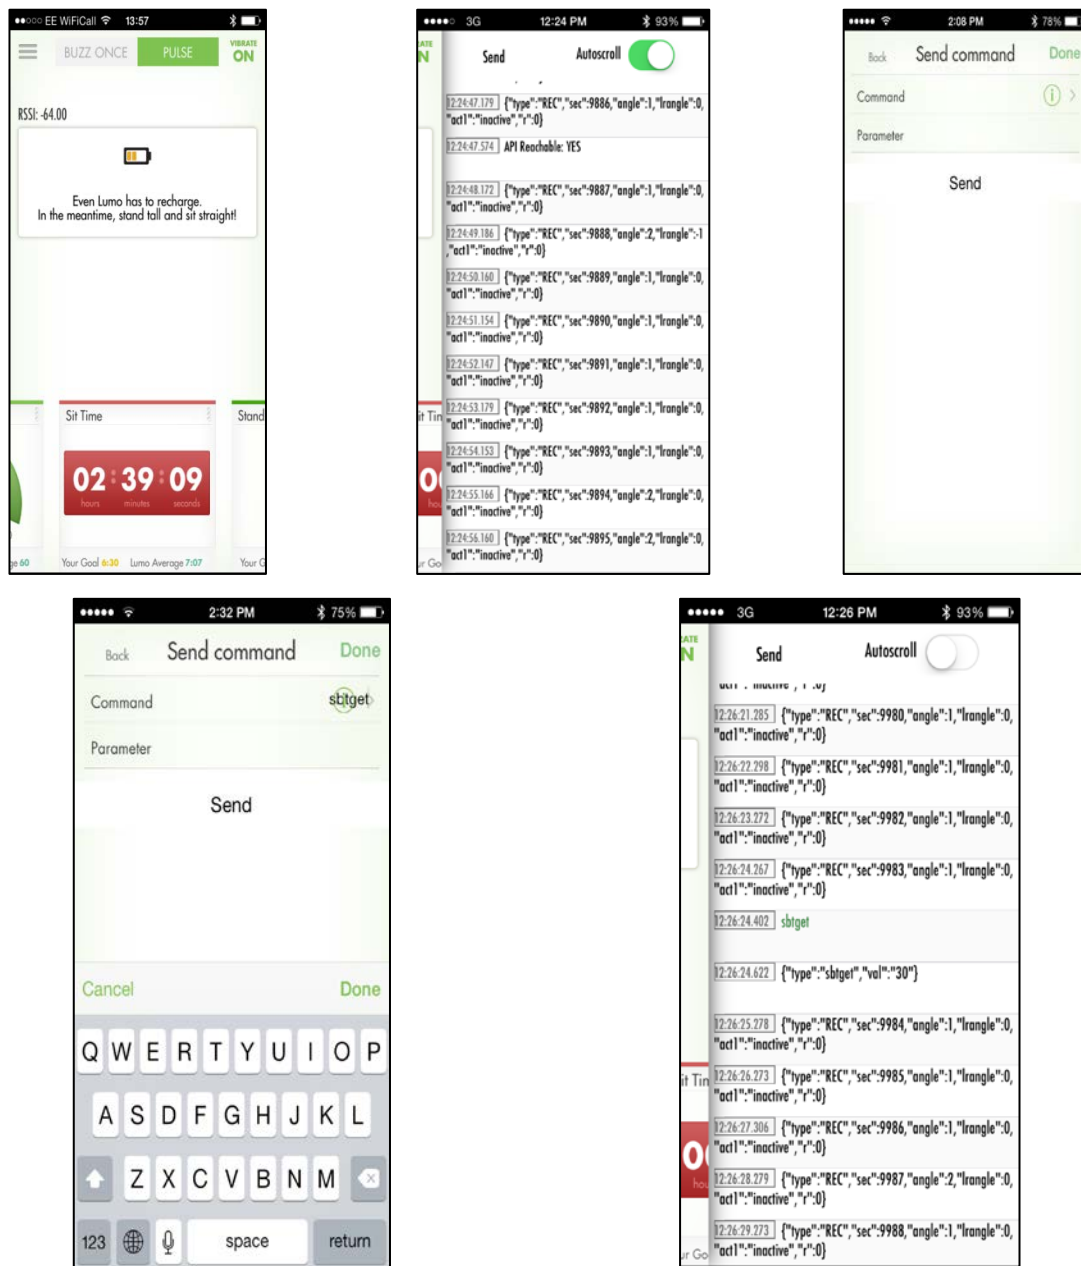 EE WiFiCall 13:57
BUZZ ONCE PULSE VIBRATE ON
RSSI: -64.00
Even Lumo has to recharge.
In the meantime, stand tall and sit straight!
Sit Time Stand
02 : 39 : 09
hours minutes seconds
60 Your Goal 6:30 Lumo Average 7:07 Your G
3G 12:24 PM 93%
Send Autoscroll
12:24:47.179 {"type":"REC","sec":9886,"angle":1,"lrangle":0,
"act1":"inactive","r":0}
12:24:47.574 API Reachable: YES
12:24:48.172 {"type":"REC","sec":9887,"angle":1,"lrangle":0,
"act1":"inactive","r":0}
12:24:49.186 {"type":"REC","sec":9888,"angle":2,"lrangle":-1
,"act1":"inactive","r":0}
12:24:50.160 {"type":"REC","sec":9889,"angle":1,"lrangle":0,
"act1":"inactive","r":0}
12:24:51.154 {"type":"REC","sec":9890,"angle":1,"lrangle":0,
"act1":"inactive","r":0}
12:24:52.147 {"type":"REC","sec":9891,"angle":1,"lrangle":0,
"act1":"inactive","r":0}
12:24:53.179 {"type":"REC","sec":9892,"angle":1,"lrangle":0,
"act1":"inactive","r":0}
12:24:54.153 {"type":"REC","sec":9893,"angle":1,"lrangle":0,
"act1":"inactive","r":0}
12:24:55.166 {"type":"REC","sec":9894,"angle":2,"lrangle":0,
"act1":"inactive","r":0}
12:24:56.160 {"type":"REC","sec":9895,"angle":2,"lrangle":0,
"act1":"inactive","r":0}
2:08 PM 78%
Back Send command Done
Command
Parameter
Send
2:32 PM 75%
Back Send command Done
Command sbtget
Parameter
Send
Cancel Done
Q W E R T Y U I O P
A S D F G H J K L
Z X C V B N M
123 space return
3G 12:26 PM 93%
Send Autoscroll
12:26:21.285 {"type":"REC","sec":9980,"angle":1,"lrangle":0,
"act1":"inactive","r":0}
12:26:22.298 {"type":"REC","sec":9981,"angle":1,"lrangle":0,
"act1":"inactive","r":0}
12:26:23.272 {"type":"REC","sec":9982,"angle":1,"lrangle":0,
"act1":"inactive","r":0}
12:26:24.267 {"type":"REC","sec":9983,"angle":1,"lrangle":0,
"act1":"inactive","r":0}
12:26:24.402 sbtget
12:26:24.622 {"type":"sbtget","val":"30"}
12:26:25.278 {"type":"REC","sec":9984,"angle":1,"lrangle":0,
"act1":"inactive","r":0}
12:26:26.273 {"type":"REC","sec":9985,"angle":1,"lrangle":0,
"act1":"inactive","r":0}
12:26:27.306 {"type":"REC","sec":9986,"angle":1,"lrangle":0,
"act1":"inactive","r":0}
12:26:28.279 {"type":"REC","sec":9987,"angle":2,"lrangle":0,
"act1":"inactive","r":0}
12:26:29.273 {"type":"REC","sec":9988,"angle":1,"lrangle":0,
"act1":"inactive","r":0}